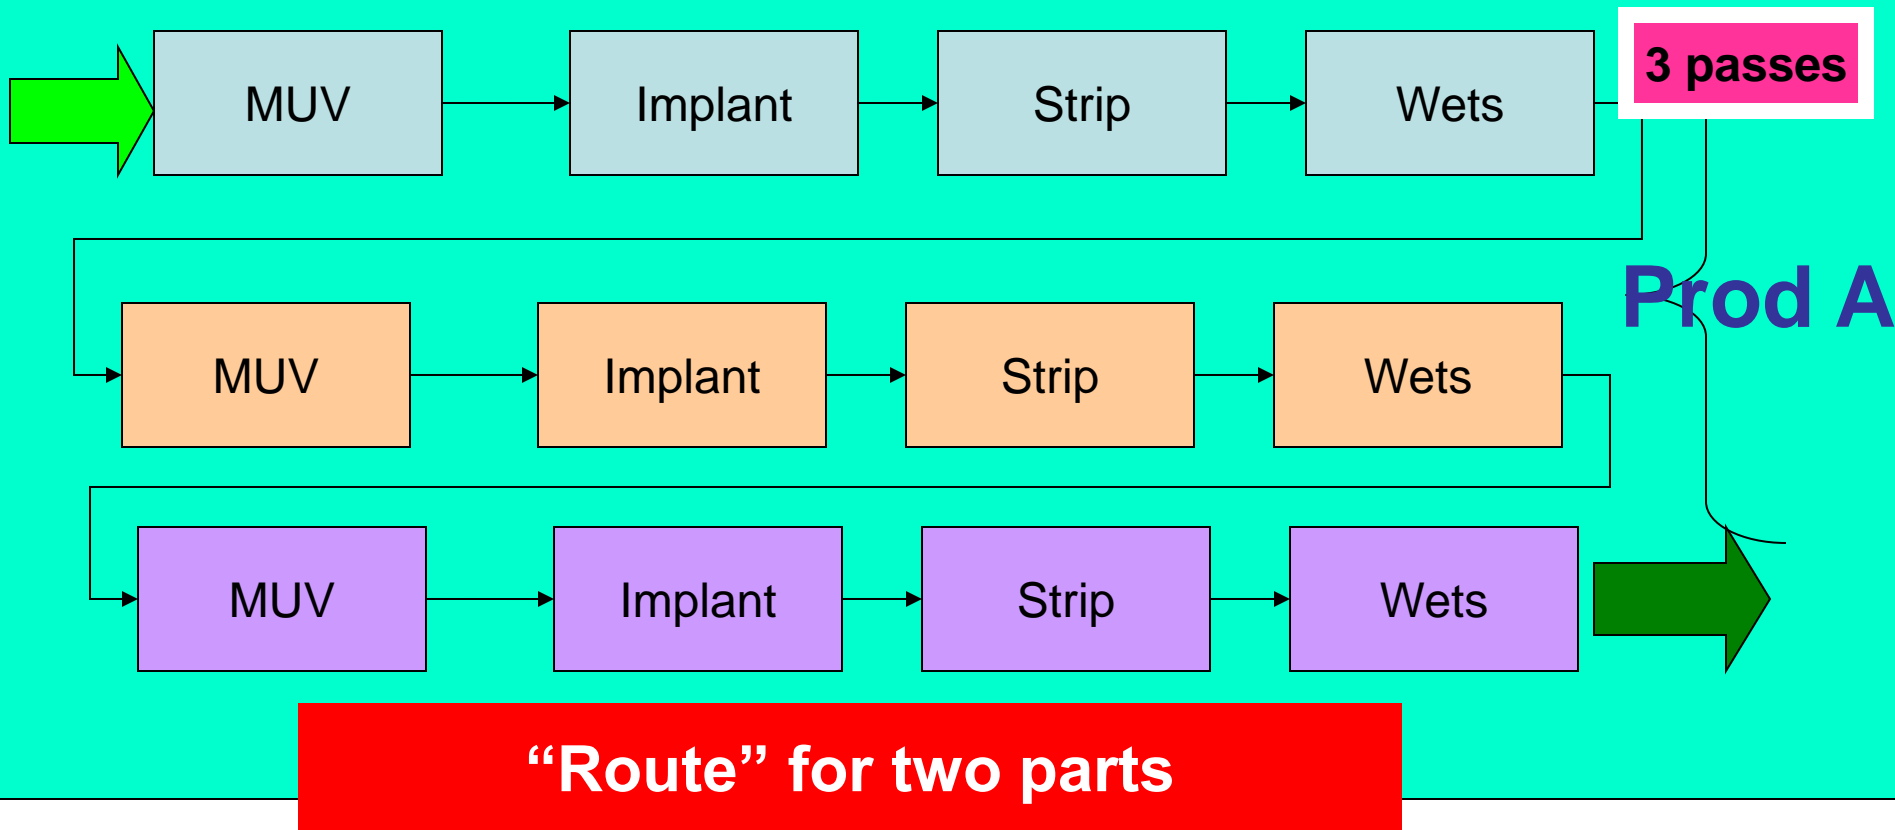 MUV
Implant
Strip
Wets
3 passes
Prod A
MUV
Implant
Strip
Wets
MUV
Implant
Strip
Wets
“Route” for two parts